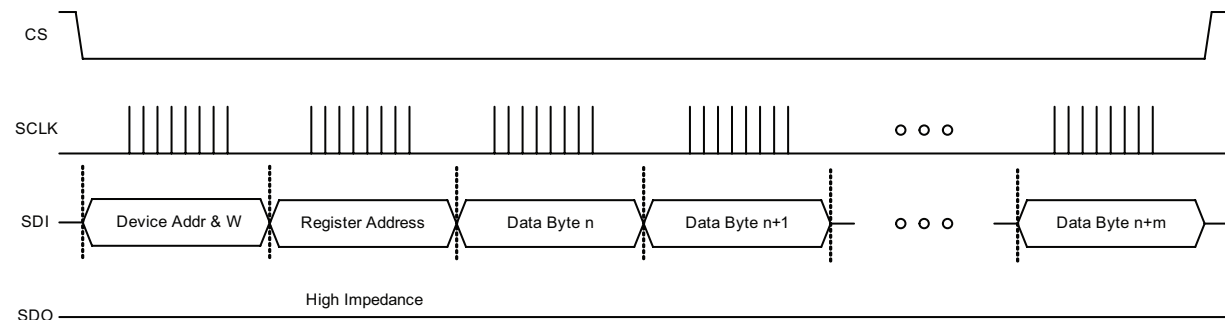 CS
SCLK
SDI
Device Addr & W
Register Address
Data Byte n
Data Byte n+1
Data Byte n+m
High Impedance
SDO